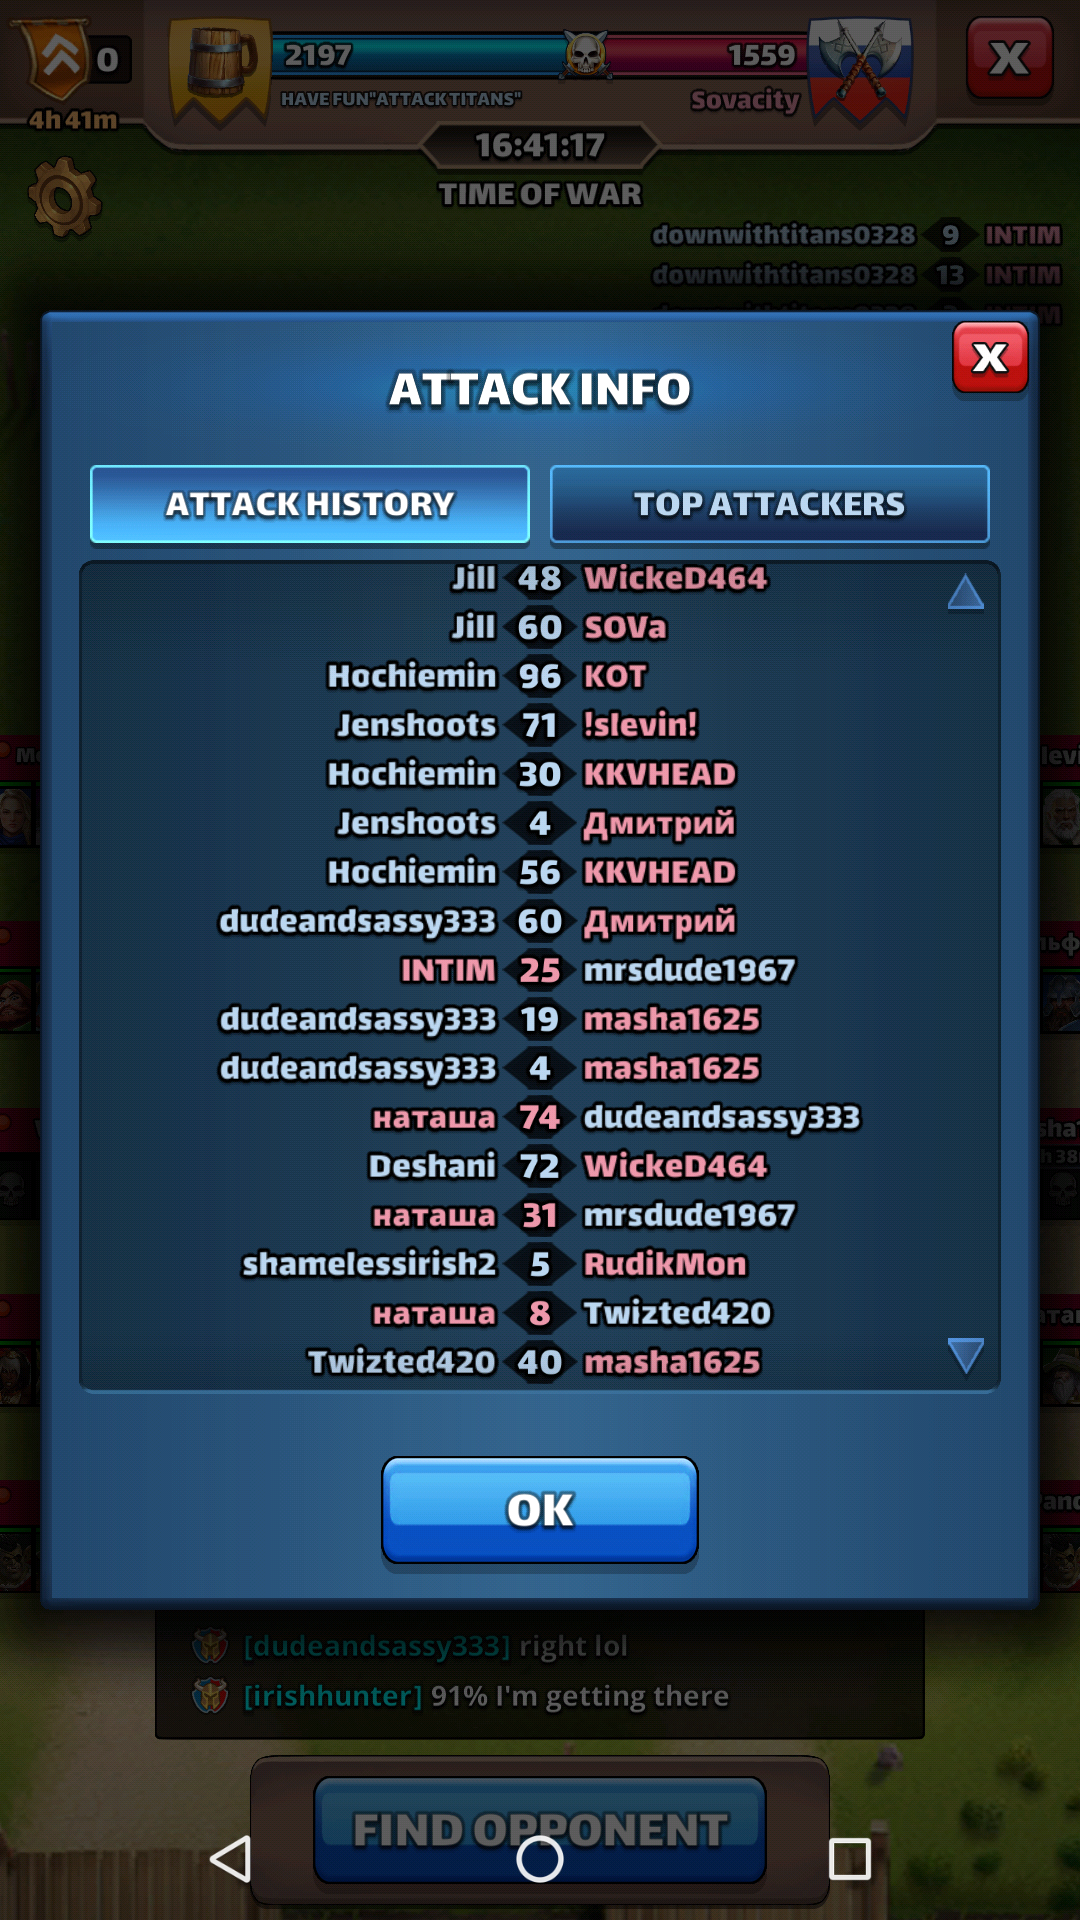 0
2197
1559
HAVE FUN"ATTACK TITANS"
Sovacity
4h 41m
16:41:17
TIME OF WAR
downwithtitans0328 9 INTIM
downwithtitans0328 13 INTIM
X
ATTACK INFO
X
ATTACK HISTORY
TOP ATTACKERS
Jill 48 WickeD464
Jill 60 SOVa
Hochiemin 96 KOT
Jenshoots 71 !slevin!
Hochiemin 30 KKVHEAD
Jenshoots 4 Дмитрий
Hochiemin 56 KKVHEAD
dudeandsassy333 60 Дмитрий
INTIM 25 mrsdude1967
dudeandsassy333 19 masha1625
dudeandsassy333 4 masha1625
наташа 74 dudeandsassy333
Deshani 72 WickeD464
наташа 31 mrsdude1967
shamelessirish2 5 RudikMon
наташа 8 Twizted420
Twizted420 40 masha1625
OK
[dudeandsassy333] right lol
[irishhunter] 91% I'm getting there
FIND OPPONENT